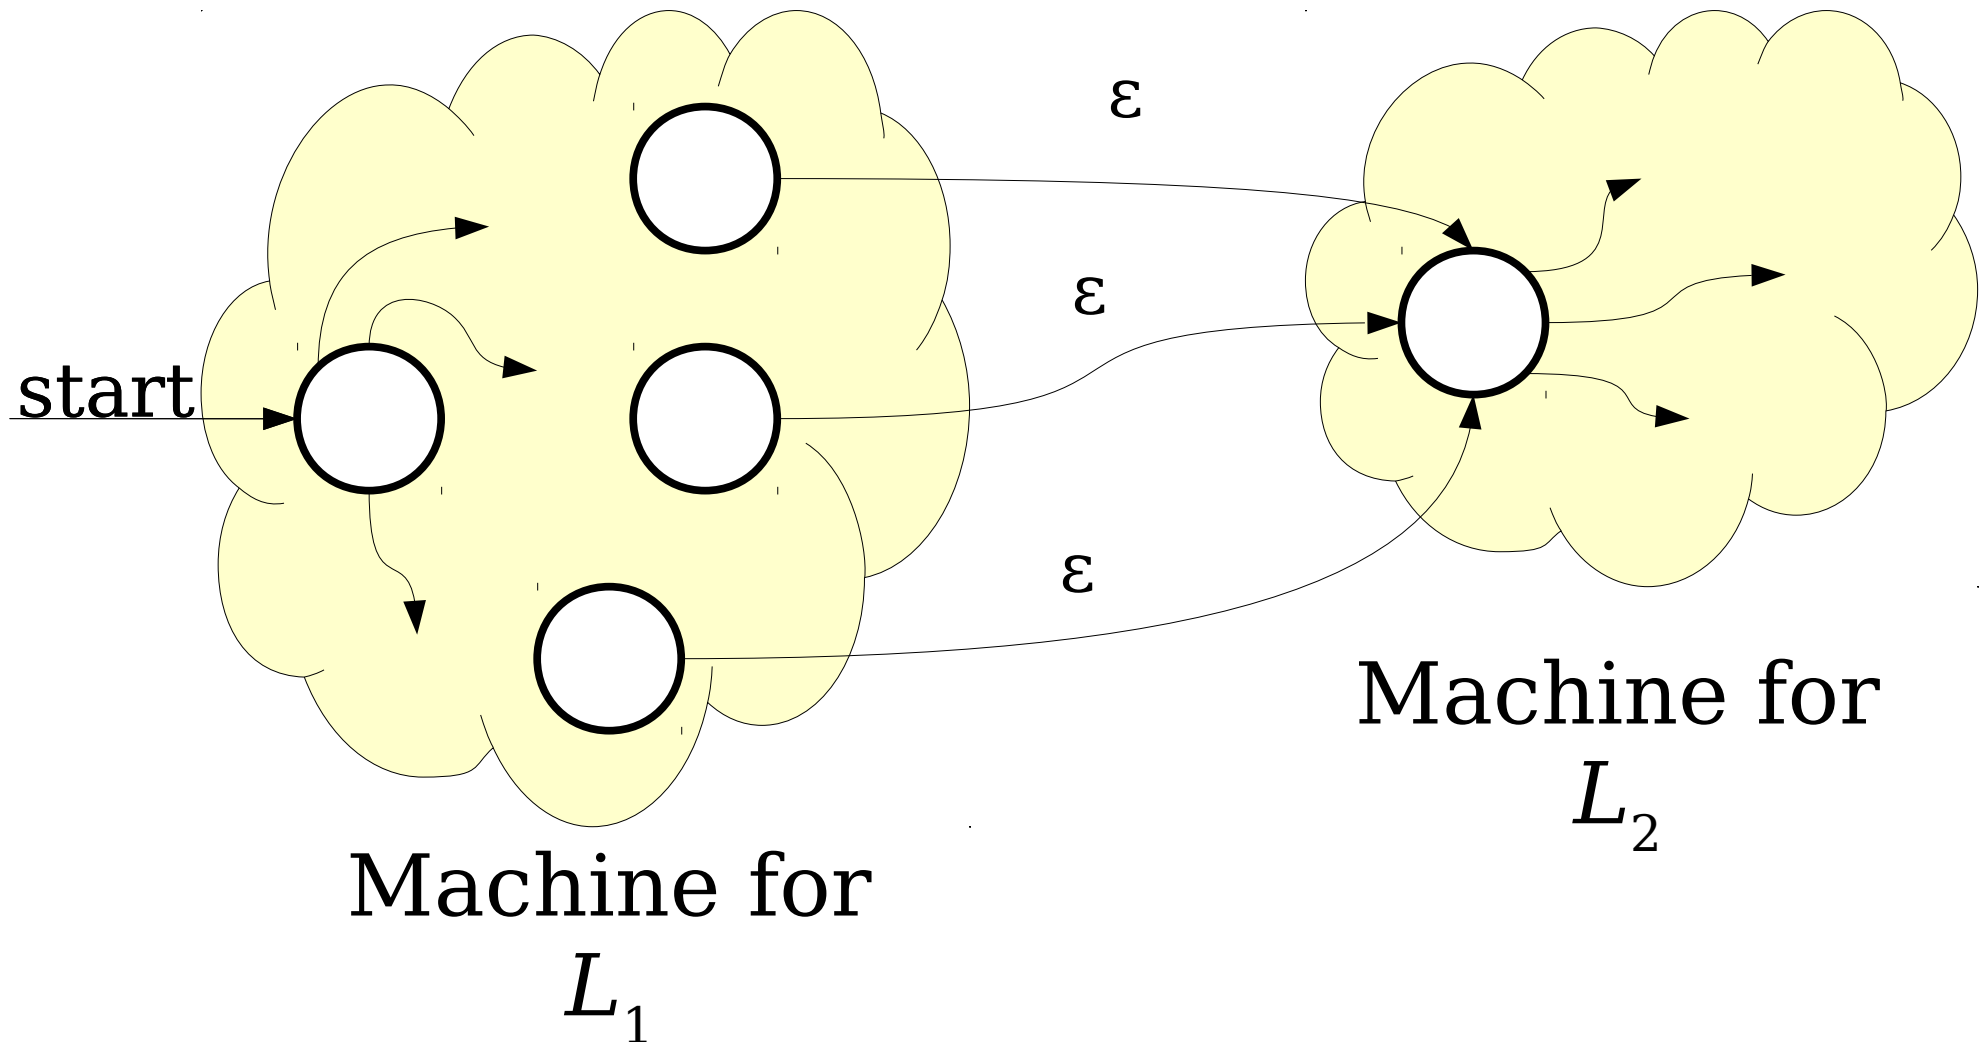 ε
ε
start
ε
Machine for
L₂
Machine for
L₁